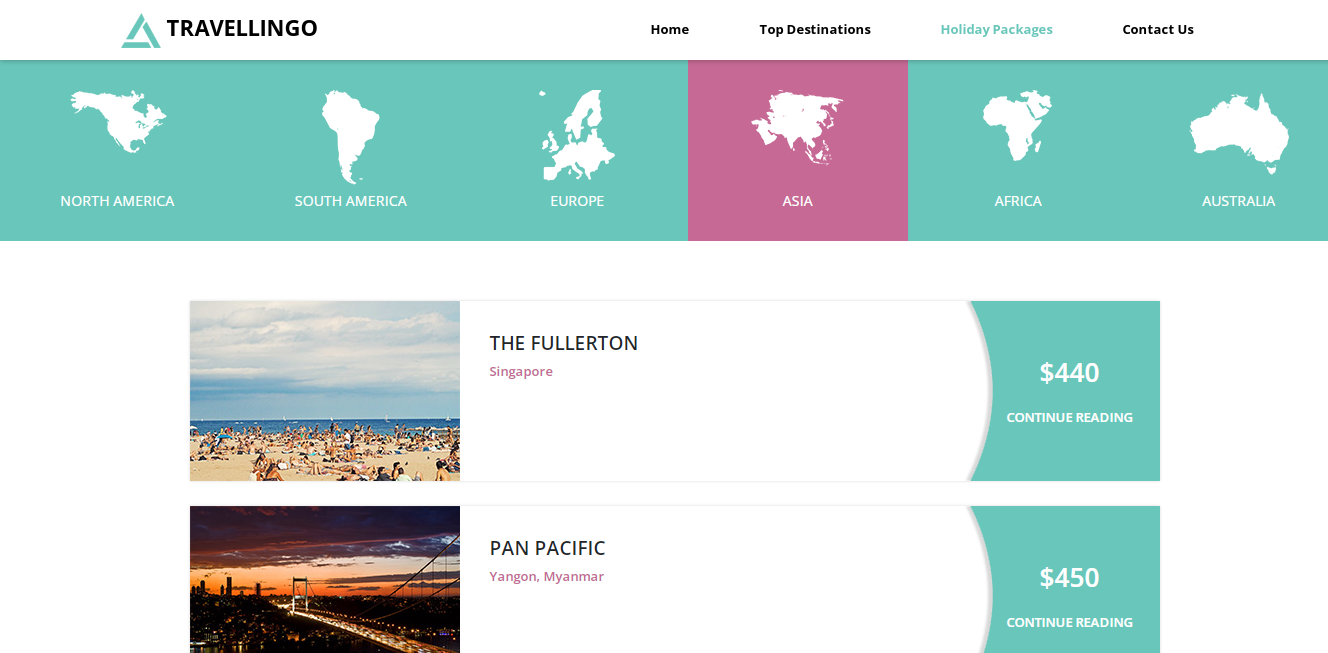 TRAVELLINGO
Home Top Destinations Holiday Packages Contact Us
NORTH AMERICA SOUTH AMERICA EUROPE ASIA AFRICA AUSTRALIA
THE FULLERTON
Singapore
$440
CONTINUE READING
PAN PACIFIC
Yangon, Myanmar
$450
CONTINUE READING